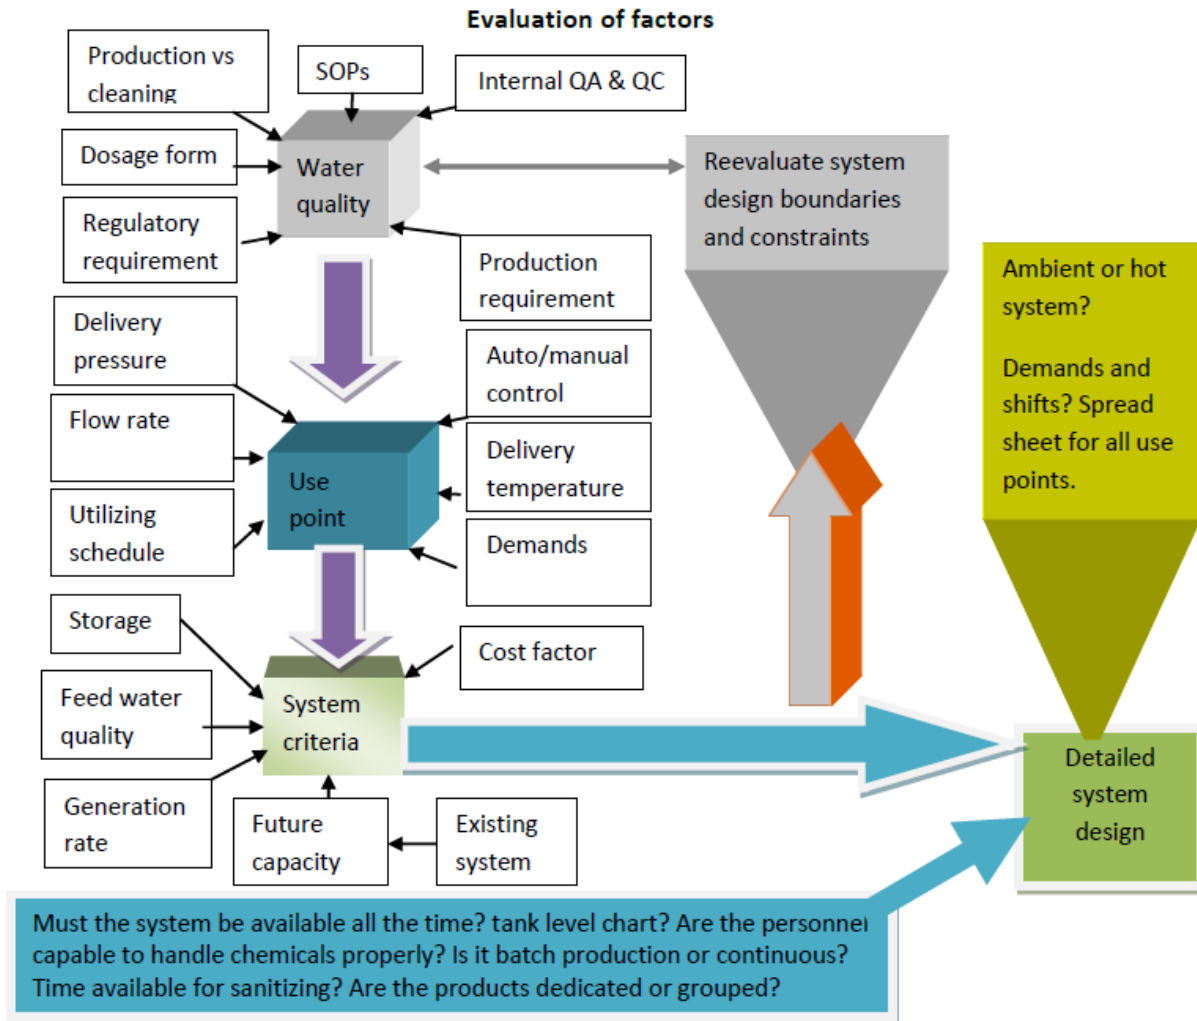 Evaluation of factors
Production vs
cleaning
SOPs
Internal QA & QC
Dosage form
Water
quality
Reevaluate system
design boundaries
and constraints
Regulatory
requirement
Production
requirement
Ambient or hot
system?
Demands and
shifts? Spread
sheet for all use
points.
Delivery
pressure
Auto/manual
control
Flow rate
Use
point
Delivery
temperature
Utilizing
schedule
Demands
Storage
Cost factor
Feed water
quality
System
criteria
Generation
rate
Future
capacity
Existing
system
Detailed
system
design
Must the system be available all the time? tank level chart? Are the personnel
capable to handle chemicals properly? Is it batch production or continuous?
Time available for sanitizing? Are the products dedicated or grouped?